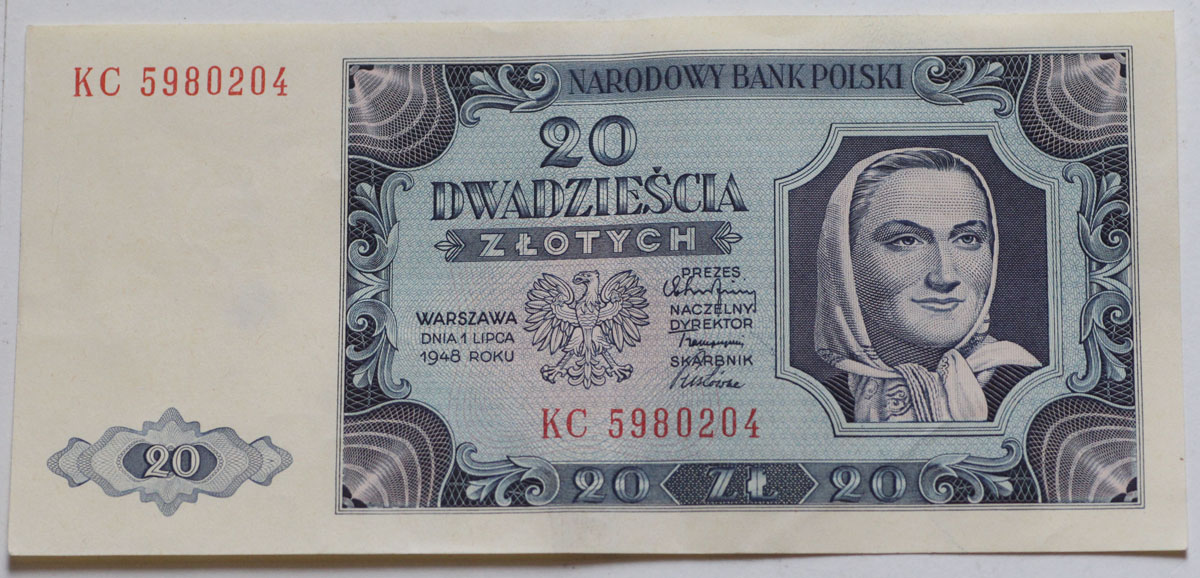 KC 5980204
NARODOWY BANK POLSKI
20
DWADZIEŚCIA
ZŁOTYCH
WARSZAWA
DNIA 1 LIPCA
1948 ROKU
PREZES
NACZELNY
DYREKTOR
SKARBNIK
KC 5980204
20
20 ZŁ 20